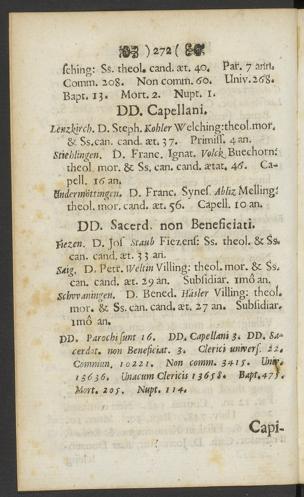 ) 272 (
sching: Ss. theol. cand. æt. 40. Par. 7 ann.
Comm. 208. Non comm. 60. Univ. 268.
Bapt. 13. Mort. 2. Nupt. 1.
DD. Capellani.
Lenzkirch. D. Steph. Kohler Welching: theol. mor.
& Ss. can. cand. æt. 37. Primiss. 4 an.
Stiehlingen. D. Franc. Ignat. Volck Buechorn:
theol. mor. & Ss. can. cand. ætat. 46. Ca-
pell. 16 an.
Undermöttingen. D. Franc. Synes. Abliz Melling:
theol. mor. cand. æt. 56. Capell. 10 an.
DD. Sacerd. non Beneficiati.
Fiezen. D. Jos. Staub Fiezens: Ss. theol. & Ss.
can. cand. æt. 33 an.
Saig. D. Petr. Weltin Villing: theol. mor. & Ss.
can. cand. æt. 29 an. Subsidiar. 1mô an.
Schwaningen. D. Bened. Häsler Villing: theol.
mor. & Ss. can. cand. æt. 27 an. Subsidiar.
1mô an.
DD. Parochi sunt 16. DD. Capellani 3. DD. Sa-
cerdot. non Beneficiat. 3. Clerici univers. 22.
Commun. 10221. Non comm. 3415. Univ.
13636. Unacum Clericis 13658. Bapt. 475.
Mort. 205. Nupt. 114.
Capi-